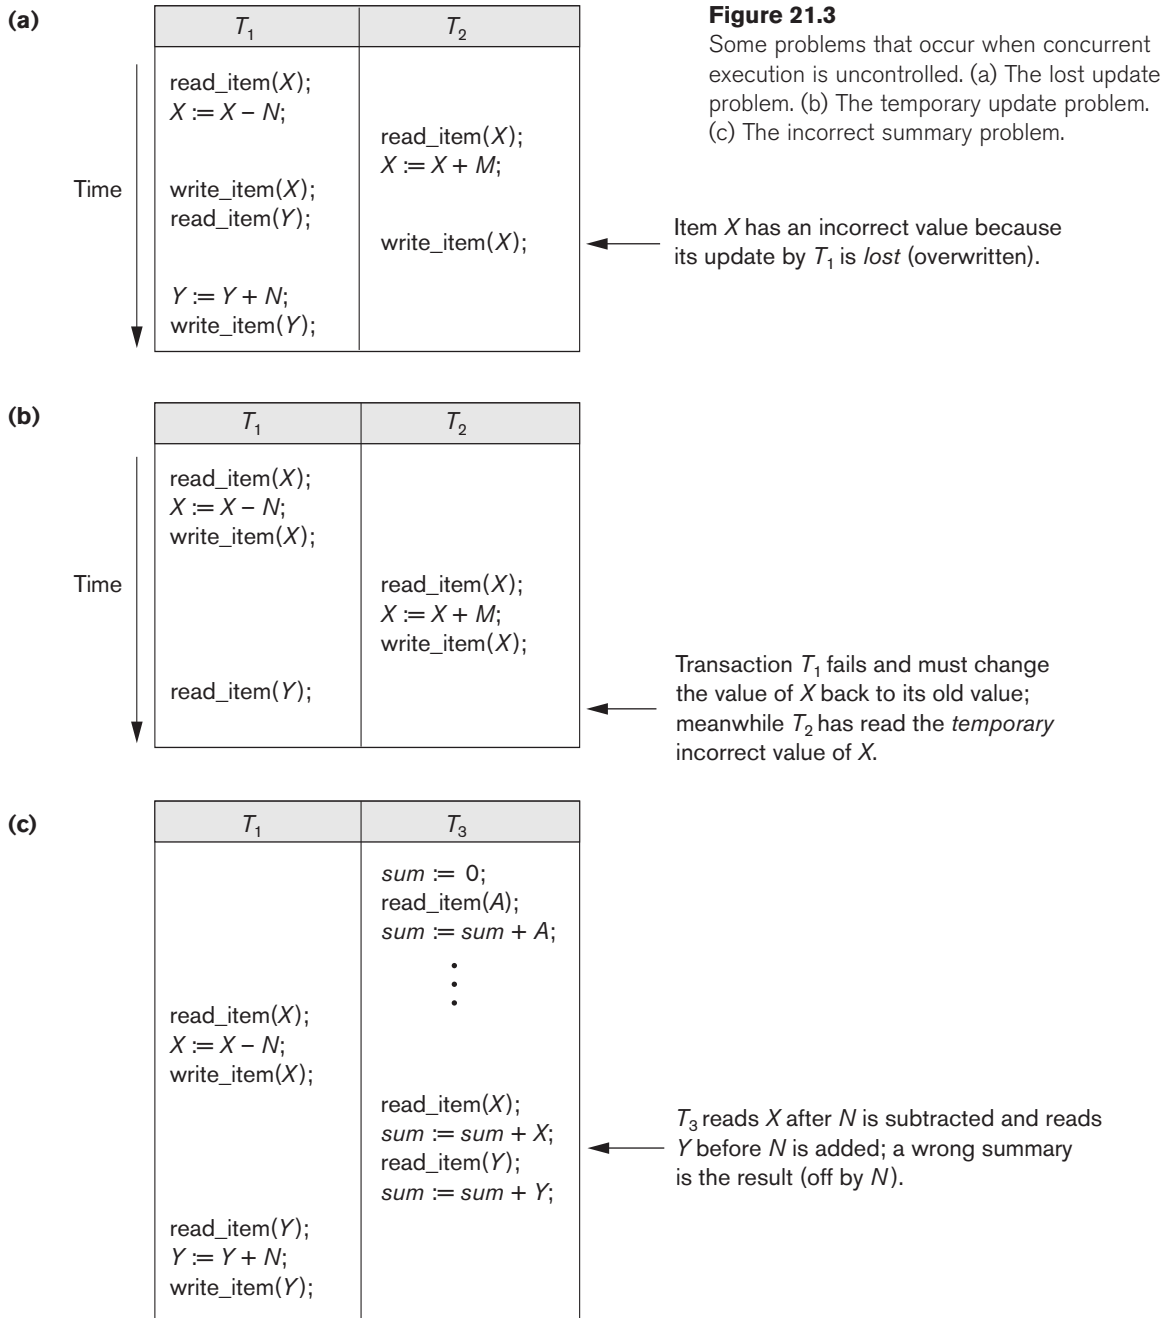 Figure 21.3
Some problems that occur when concurrent
execution is uncontrolled. (a) The lost update
problem. (b) The temporary update problem.
(c) The incorrect summary problem.
(a)
T1 T2
Time
read_item(X);
X := X – N;
read_item(X);
X := X + M;
write_item(X);
read_item(Y);
write_item(X);
Item X has an incorrect value because
its update by T1 is lost (overwritten).
Y := Y + N;
write_item(Y);
(b)
T1 T2
Time
read_item(X);
X := X – N;
write_item(X);
read_item(X);
X := X + M;
write_item(X);
read_item(Y);
Transaction T1 fails and must change
the value of X back to its old value;
meanwhile T2 has read the temporary
incorrect value of X.
(c)
T1 T3
sum := 0;
read_item(A);
sum := sum + A;
read_item(X);
X := X – N;
write_item(X);
read_item(X);
sum := sum + X;
read_item(Y);
sum := sum + Y;
T3 reads X after N is subtracted and reads
Y before N is added; a wrong summary
is the result (off by N).
read_item(Y);
Y := Y + N;
write_item(Y);